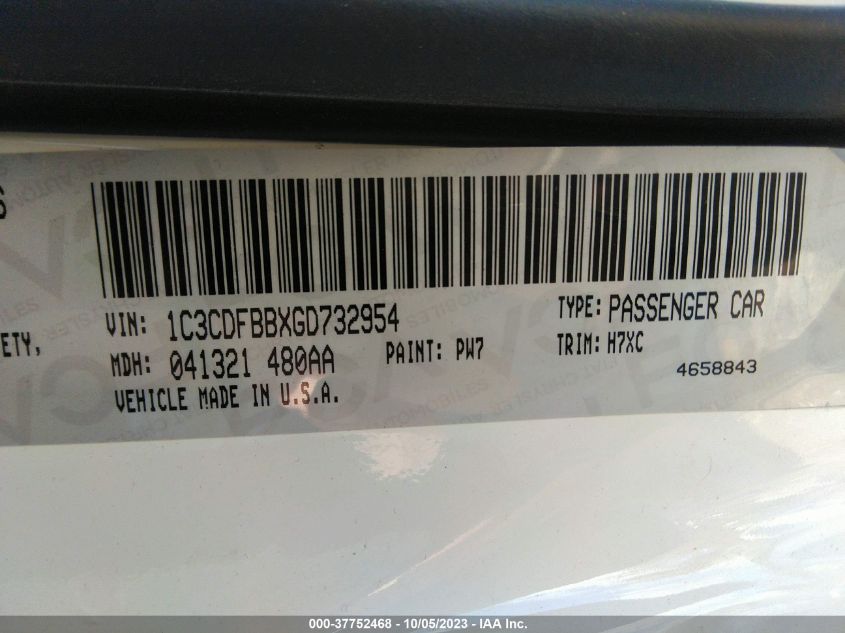 VIN: 1C3CDFBBXGD732954 TYPE: PASSENGER CAR
ETY,
MDH: 041321 480AA PAINT: PW7 TRIM: H7XC
4658843
VEHICLE MADE IN U.S.A.
000-37752468 - 10/05/2023 - IAA Inc.